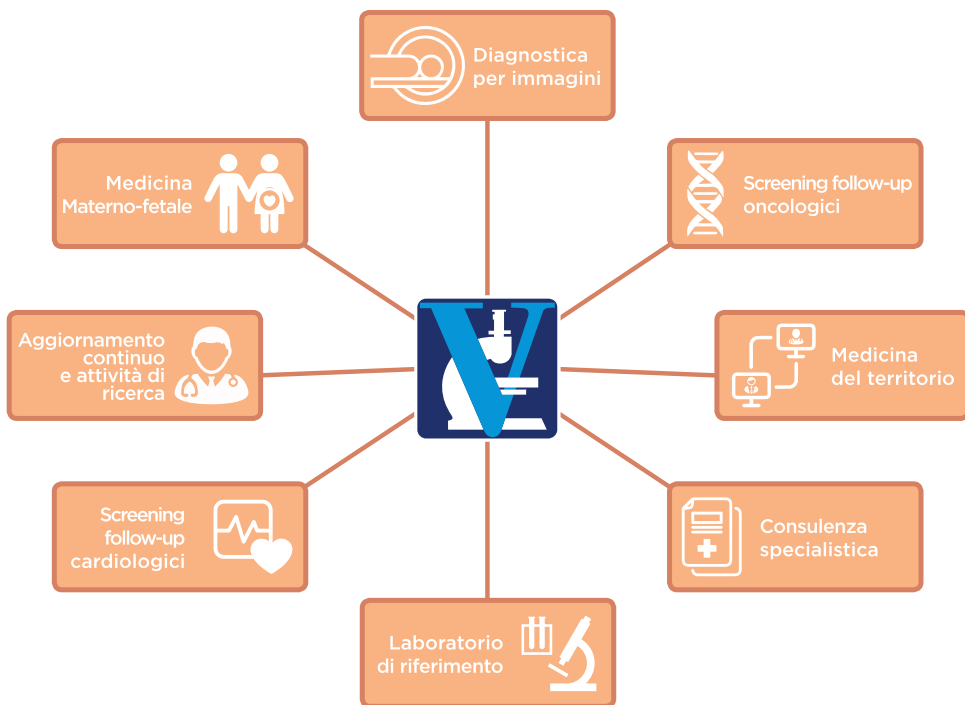 Diagnostica
per immagini
Medicina
Materno-fetale
Screening follow-up
oncologici
Aggiornamento
continuo
e attività di
ricerca
V
Medicina
del territorio
Screening
follow-up
cardiologici
Consulenza
specialistica
Laboratorio
di riferimento